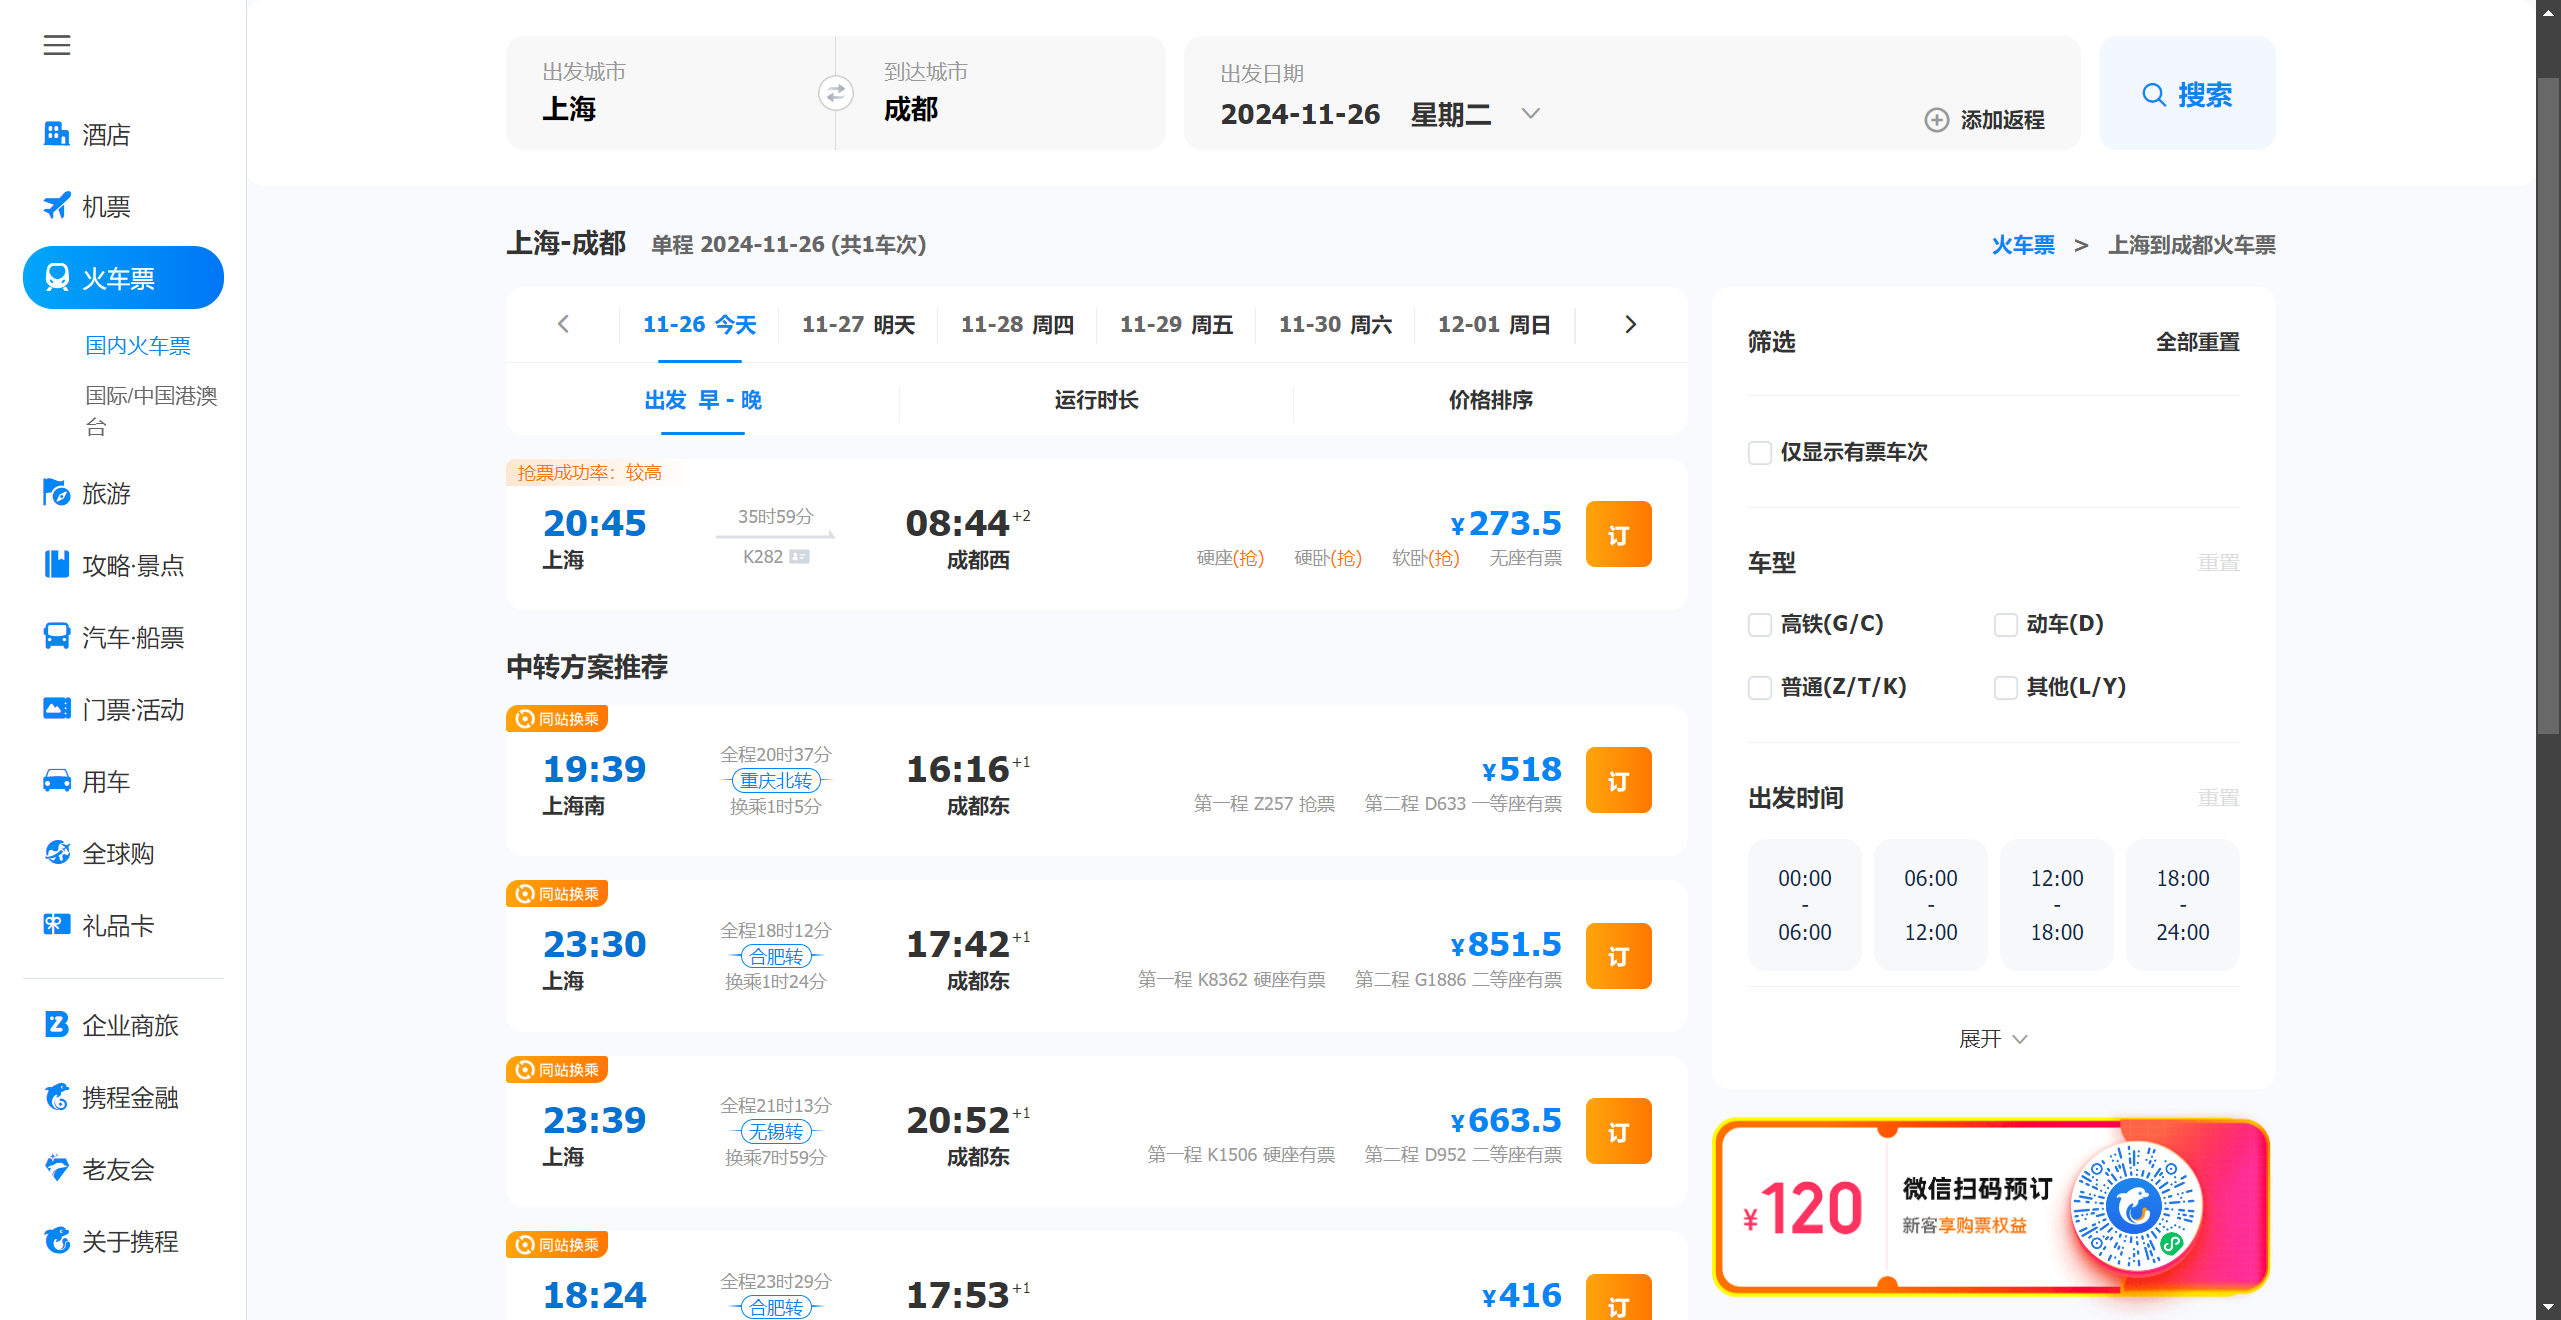 酒店
机票
火车票
国内火车票
国际/中国港澳
台
旅游
攻略·景点
汽车·船票
门票·活动
用车
全球购
礼品卡
企业商旅
携程金融
老友会
关于携程
出发城市
上海
到达城市
成都
出发日期
2024-11-26 星期二
添加返程
搜索
上海-成都 单程 2024-11-26 (共1车次)
火车票 > 上海到成都火车票
11-26 今天 11-27 明天 11-28 周四 11-29 周五 11-30 周六 12-01 周日
出发 早 - 晚 运行时长 价格排序
抢票成功率：较高
20:45
上海
35时59分
K282
08:44+2
成都西
¥273.5
硬座(抢) 硬卧(抢) 软卧(抢) 无座有票
订
中转方案推荐
同站换乘
19:39
上海南
全程20时37分
重庆北转
换乘1时5分
16:16+1
成都东
¥518
第一程 Z257 抢票 第二程 D633 一等座有票
订
同站换乘
23:30
上海
全程18时12分
合肥转
换乘1时24分
17:42+1
成都东
¥851.5
第一程 K8362 硬座有票 第二程 G1886 二等座有票
订
同站换乘
23:39
上海
全程21时13分
无锡转
换乘7时59分
20:52+1
成都东
¥663.5
第一程 K1506 硬座有票 第二程 D952 二等座有票
订
同站换乘
18:24
全程23时29分
合肥转
17:53+1
¥416
订
筛选 全部重置
仅显示有票车次
车型 重置
高铁(G/C) 动车(D)
普通(Z/T/K) 其他(L/Y)
出发时间 重置
00:00 06:00 12:00 18:00
- - - -
06:00 12:00 18:00 24:00
展开
¥120
微信扫码预订
新客享购票权益